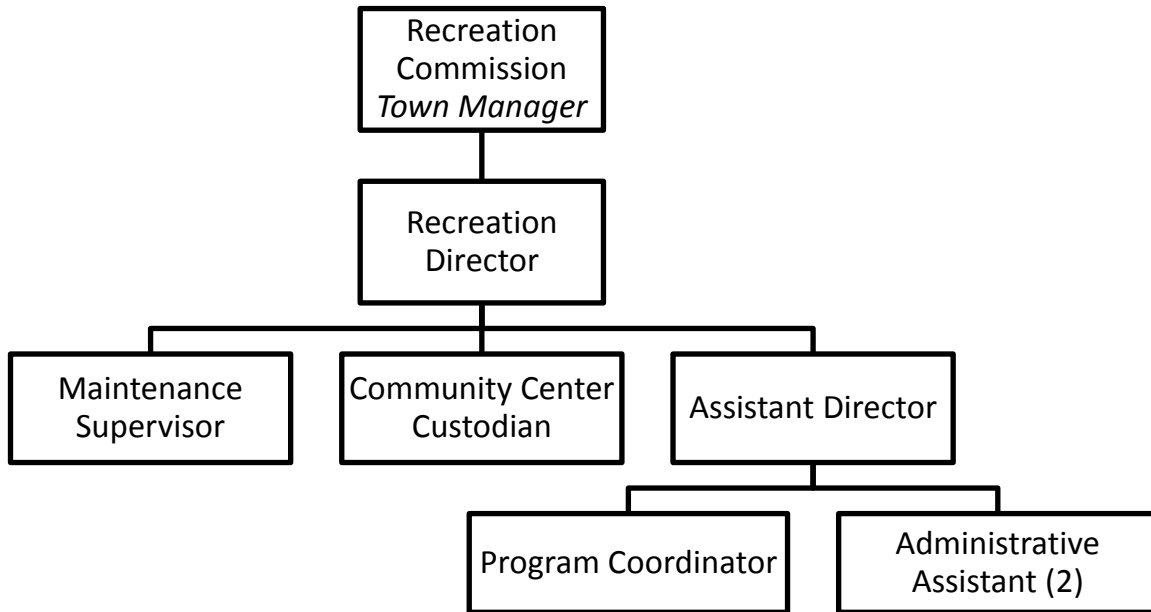 Recreation
Commission
Town Manager
Recreation
Director
Maintenance
Supervisor
Community Center
Custodian
Assistant Director
Program Coordinator
Administrative
Assistant (2)